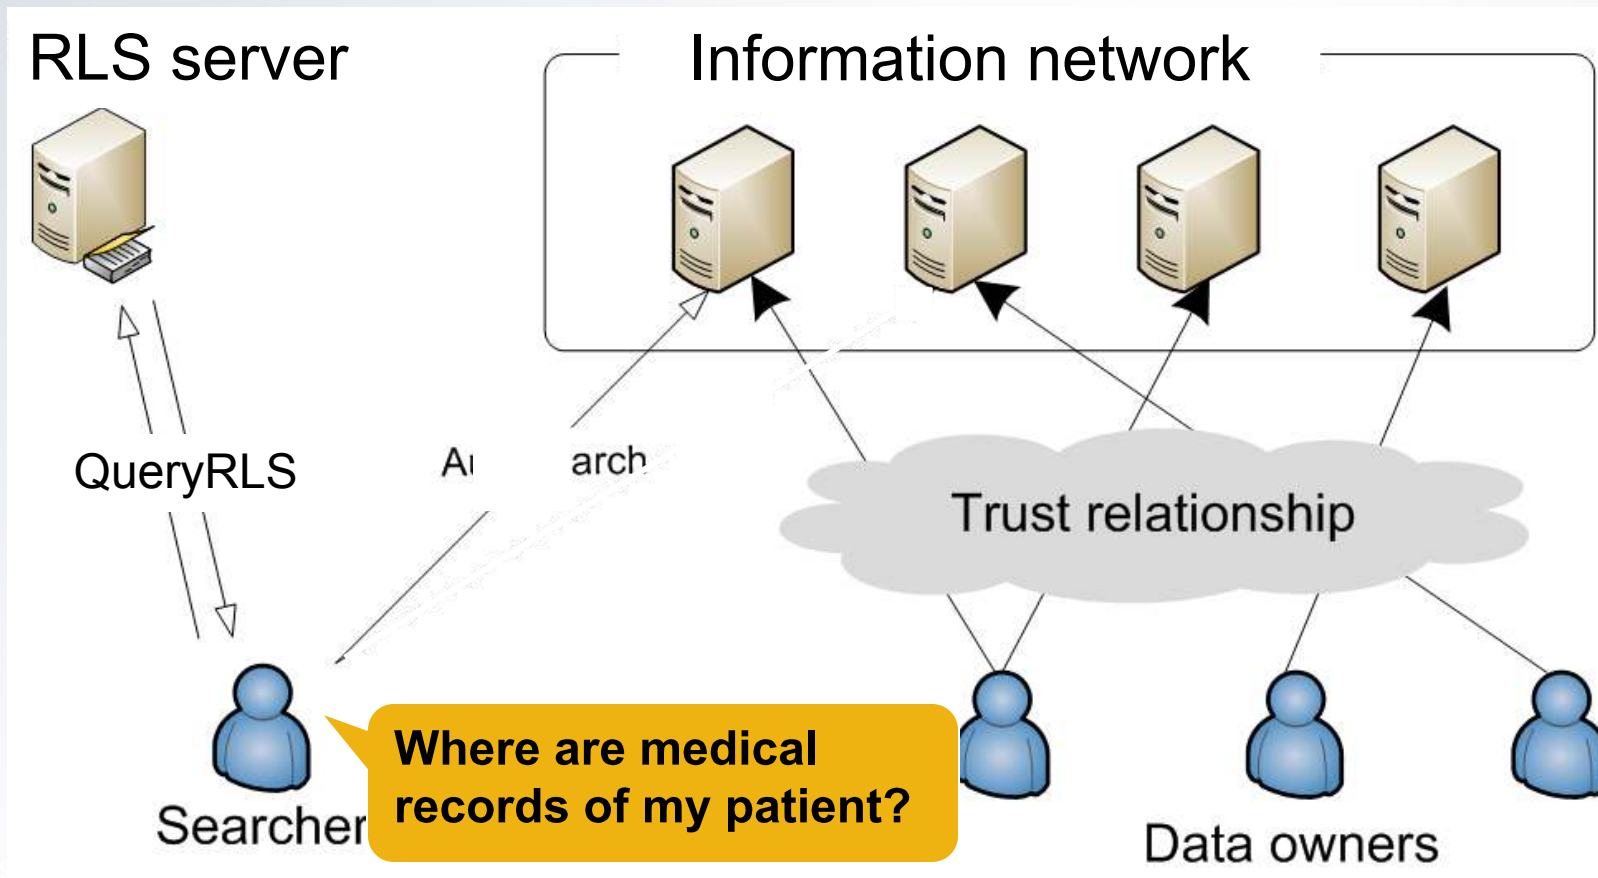 RLS server
Information network
QueryRLS
arch
Trust relationship
Where are medical
records of my patient?
Searcher
Data owners